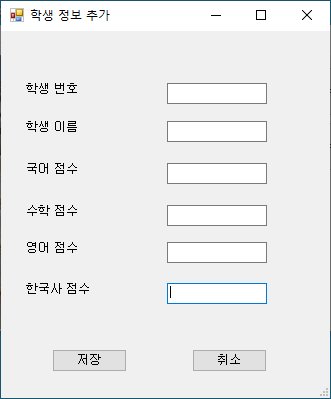 학생 정보 추가
학생 번호
학생 이름
국어 점수
수학 점수
영어 점수
한국사 점수
저장 취소